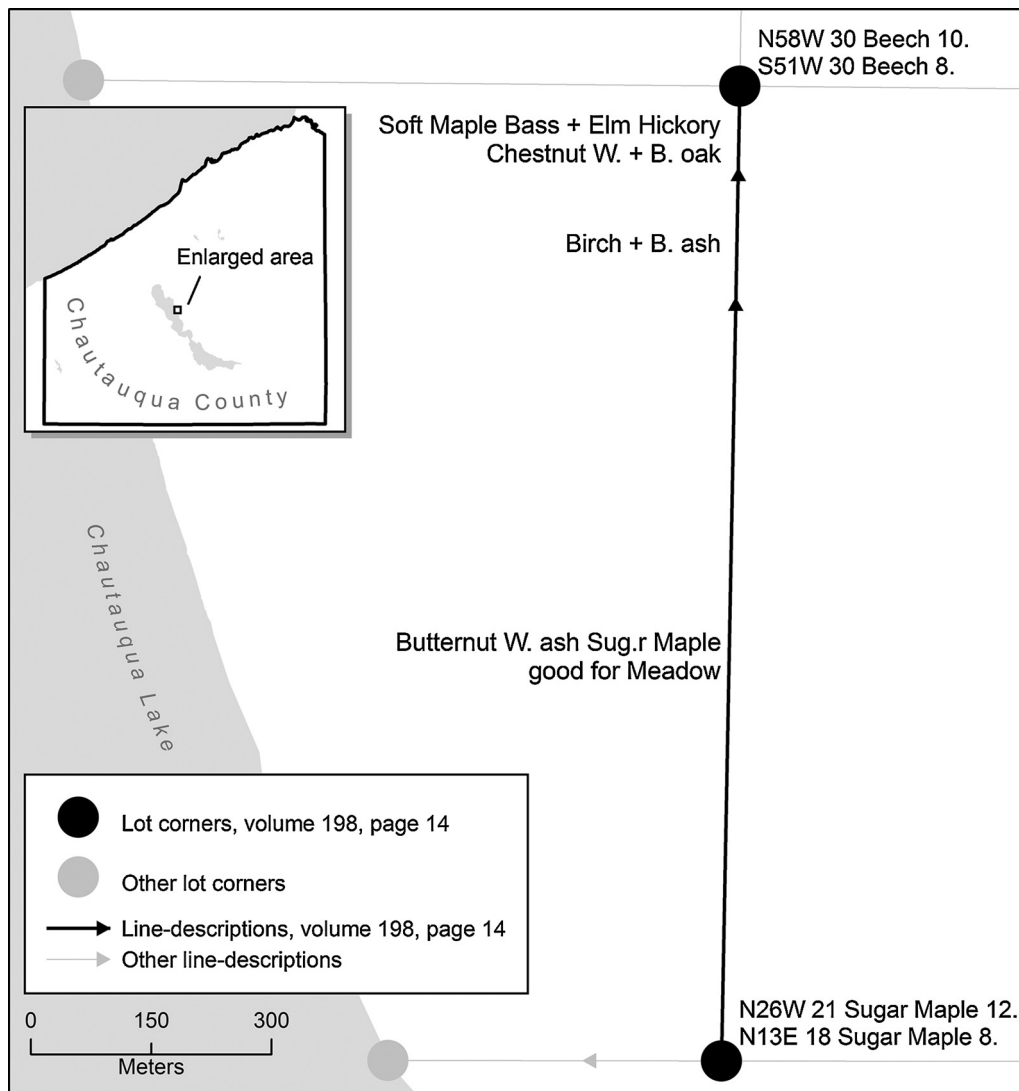 N58W 30 Beech 10.
S51W 30 Beech 8.
Soft Maple Bass + Elm Hickory
Chestnut W. + B. oak
Birch + B. ash
Enlarged area
Chautauqua County
Chautauqua Lake
Butternut W. ash Sug.r Maple
good for Meadow
Lot corners, volume 198, page 14
Other lot corners
Line-descriptions, volume 198, page 14
Other line-descriptions
0 150 300
Meters
N26W 21 Sugar Maple 12.
N13E 18 Sugar Maple 8.